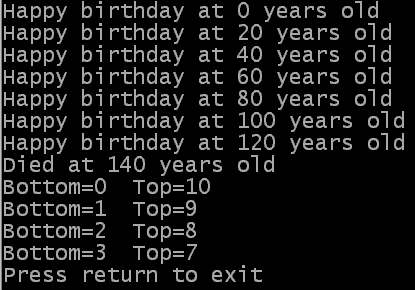 Happy birthday at 0 years old
Happy birthday at 20 years old
Happy birthday at 40 years old
Happy birthday at 60 years old
Happy birthday at 80 years old
Happy birthday at 100 years old
Happy birthday at 120 years old
Died at 140 years old
Bottom=0  Top=10
Bottom=1  Top=9
Bottom=2  Top=8
Bottom=3  Top=7
Press return to exit